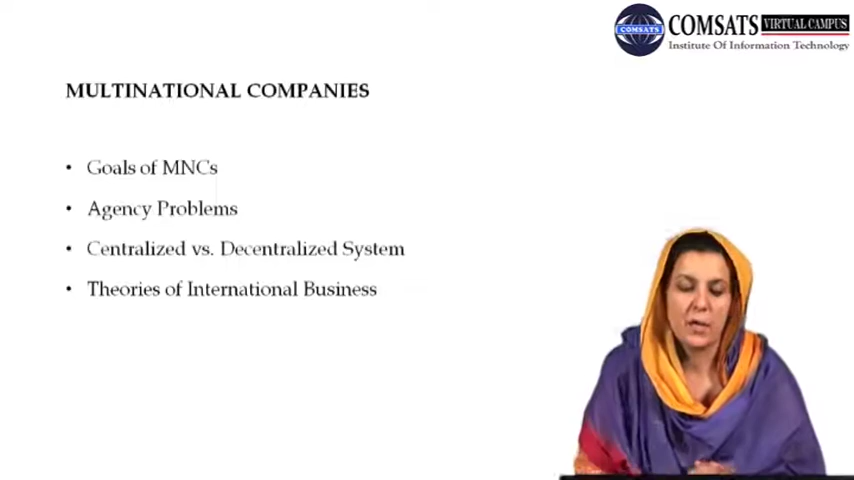 COMSATS
COMSATS VIRTUAL CAMPUS
Institute Of Information Technology
MULTINATIONAL COMPANIES
• Goals of MNCs
• Agency Problems
• Centralized vs. Decentralized System
• Theories of International Business